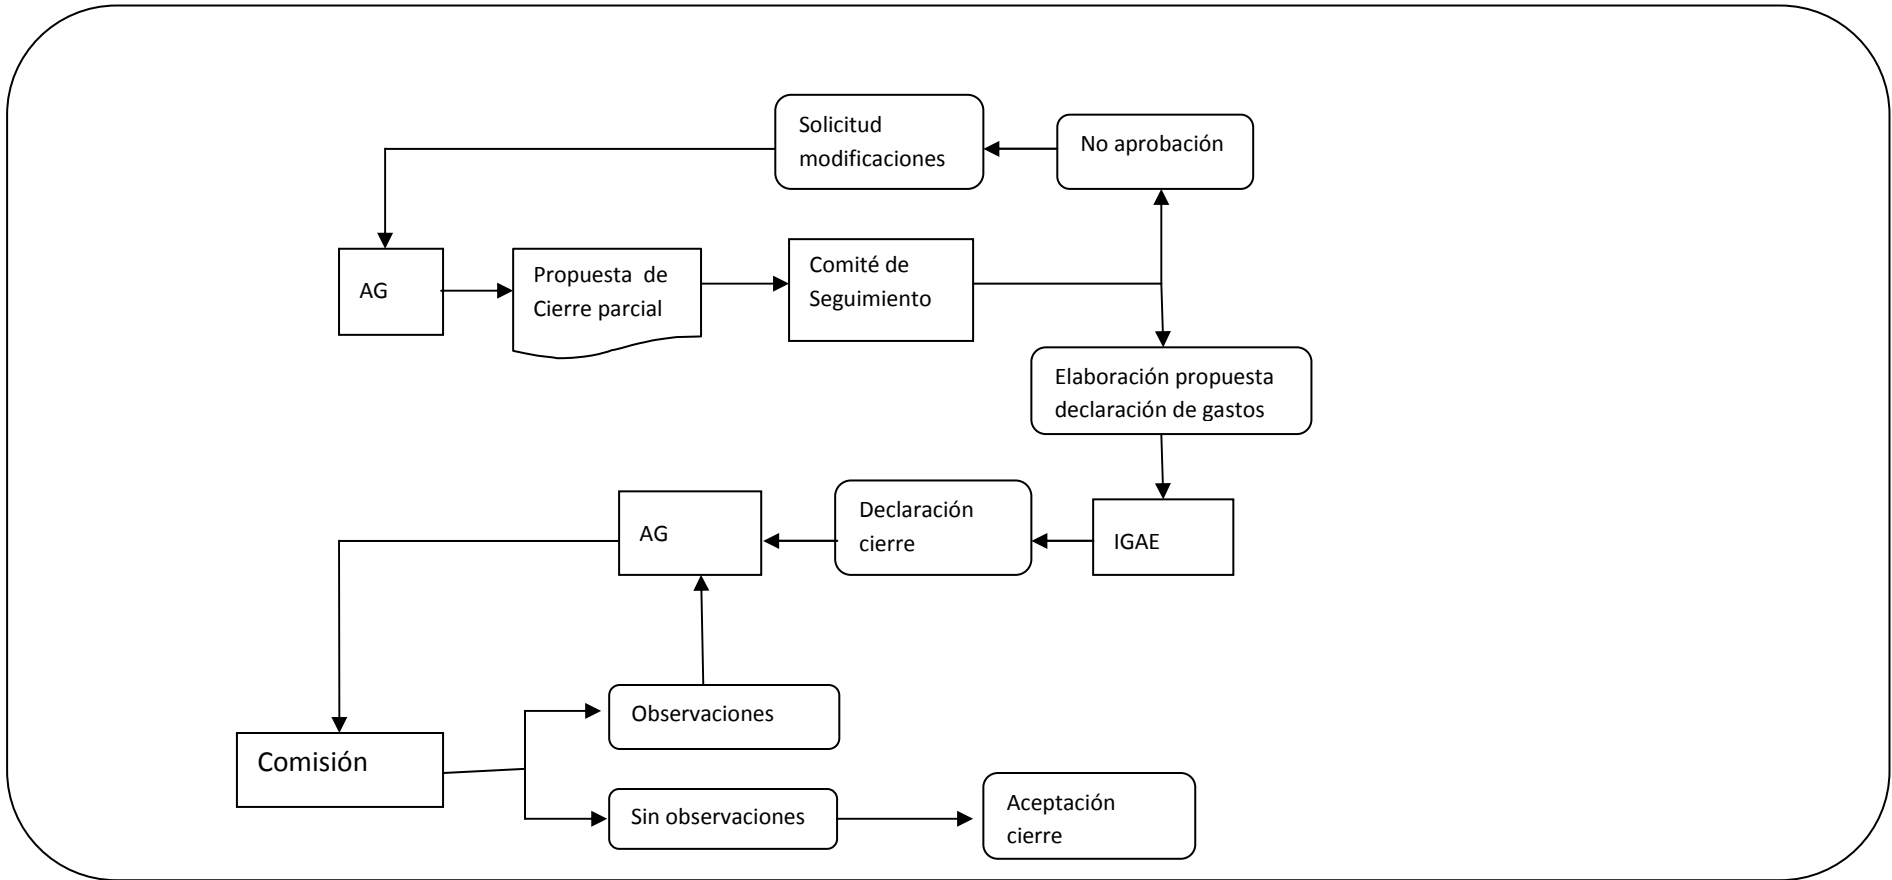 Solicitud
modificaciones
No aprobación
AG
Propuesta de
Cierre parcial
Comité de
Seguimiento
Elaboración propuesta
declaración de gastos
AG
Declaración
cierre
IGAE
Observaciones
Comisión
Sin observaciones
Aceptación
cierre